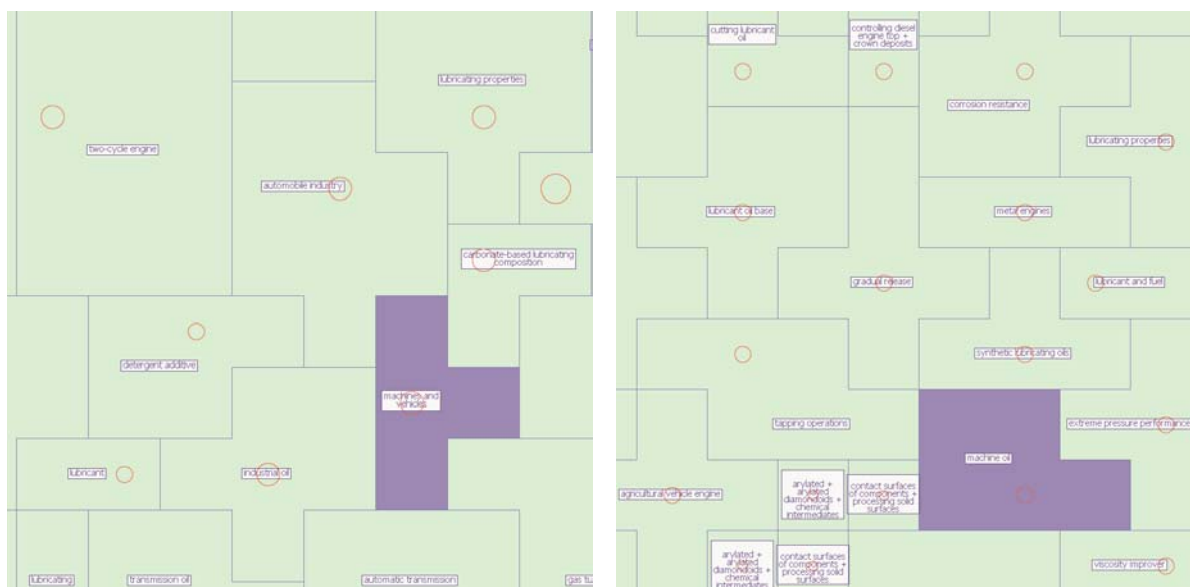 lubricating properties
two-cycle engine
automobile industry
carbonate-based lubricating
composition
detergent additive
machines and
vehicles
lubricant
industrial oil
lubricating
transmission oil
automatic transmission
cutting lubricant
oil
controlling diesel
engine top +
crown deposits
corrosion resistance
lubricating properties
lubricant oil base
metal engines
gradual release
lubricant and fuel
synthetic lubricating oils
tapping operations
extreme pressure performance
machine oil
agricultural vehicle engine
arylated +
arylated
diamondoids +
chemical
intermediates
contact surfaces
of components +
processing solid
surfaces
arylated +
arylated
diamondoids +
chemical
intermediates
contact surfaces
of components +
processing solid
surfaces
viscosity improver